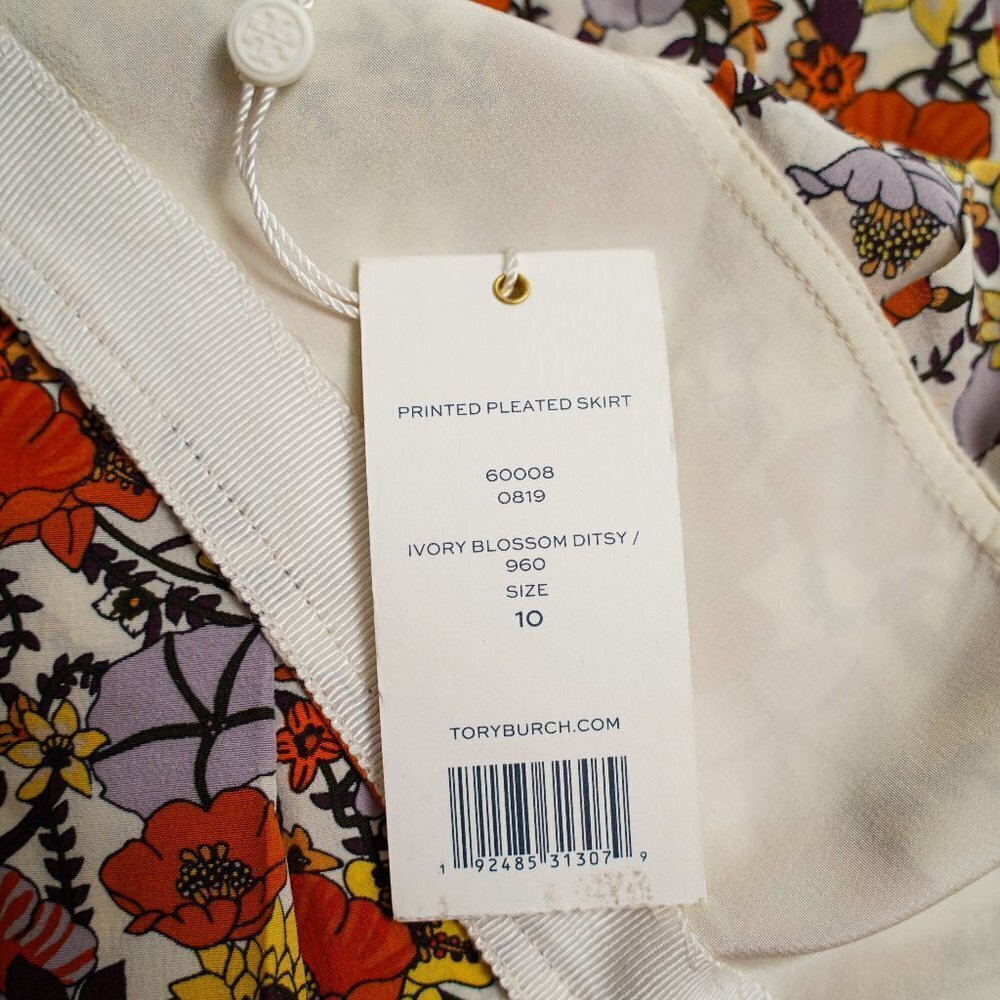 PRINTED PLEATED SKIRT
60008
0819
IVORY BLOSSOM DITSY /
960
SIZE
10
TORYBURCH.COM
1 92485 31307 9